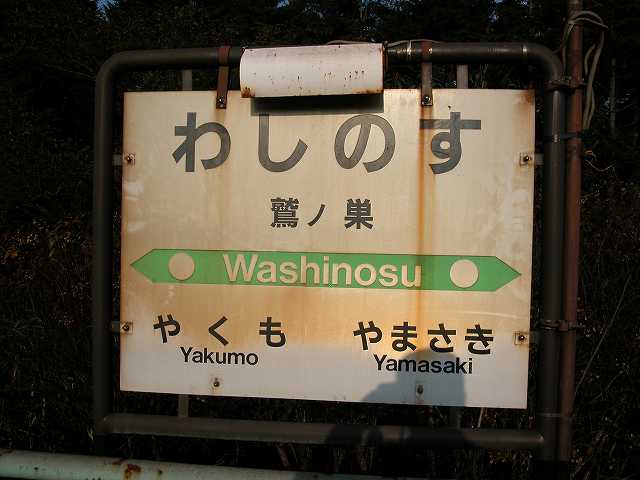 わしのす
鷲ノ巣
Washinosu
やくも やまさき
Yakumo Yamasaki